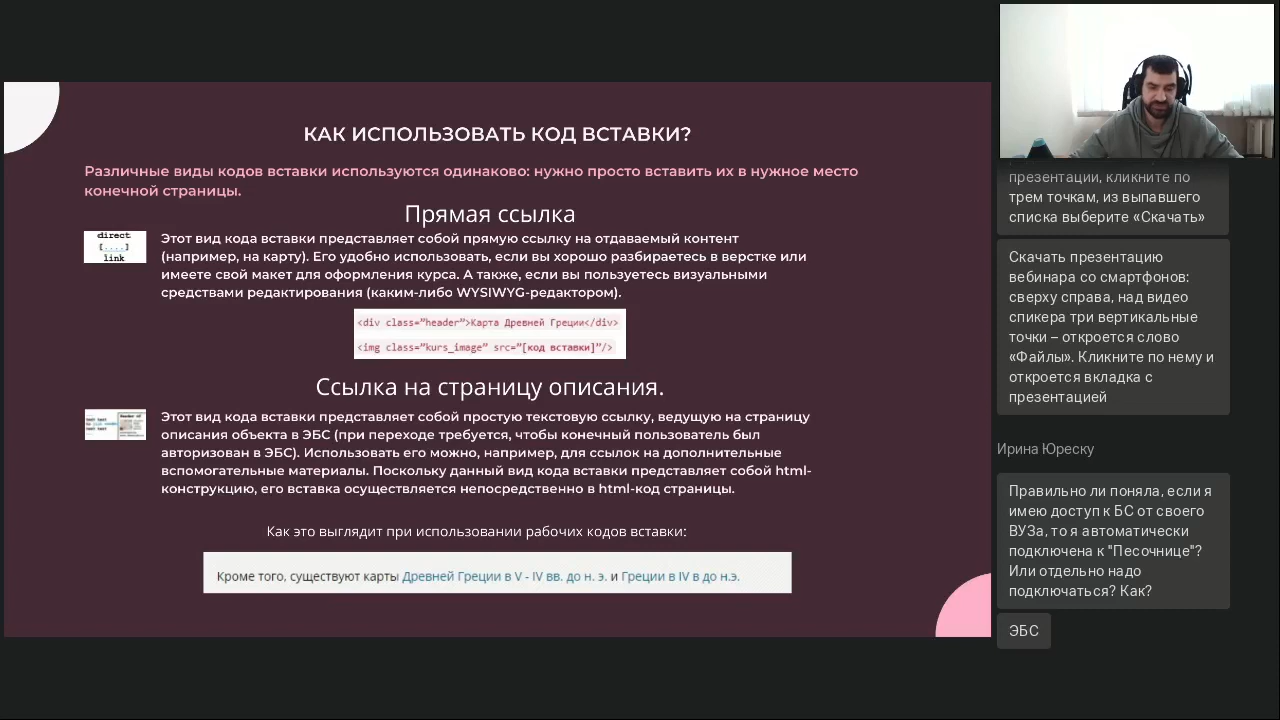 КАК ИСПОЛЬЗОВАТЬ КОД ВСТАВКИ?
Различные виды кодов вставки используются одинаково: нужно просто вставить их в нужное место
конечной страницы.
Прямая ссылка
direct
[....]
link
Этот вид кода вставки представляет собой прямую ссылку на отдаваемый контент
(например, на карту). Его удобно использовать, если вы хорошо разбираетесь в верстке или
имеете свой макет для оформления курса. А также, если вы пользуетесь визуальными
средствами редактирования (каким-либо WYSIWYG-редактором).
<div class="header">Карта Древней Греции</div>
<img class="kurs_image" src="[код вставки]"/>
Ссылка на страницу описания.
Этот вид кода вставки представляет собой простую текстовую ссылку, ведущую на страницу
описания объекта в ЭБС (при переходе требуется, чтобы конечный пользователь был
авторизован в ЭБС). Использовать его можно, например, для ссылок на дополнительные
вспомогательные материалы. Поскольку данный вид кода вставки представляет собой html-
конструкцию, его вставка осуществляется непосредственно в html-код страницы.
Как это выглядит при использовании рабочих кодов вставки:
Кроме того, существуют карты Древней Греции в V - IV вв. до н. э. и Греции в IV в до н.э.
презентации, кликните по
трем точкам, из выпавшего
списка выберите «Скачать»
Скачать презентацию
вебинара со смартфонов:
сверху справа, над видео
спикера три вертикальные
точки – откроется слово
«Файлы». Кликните по нему и
откроется вкладка с
презентацией
Ирина Юреску
Правильно ли поняла, если я
имею доступ к БС от своего
ВУЗа, то я автоматически
подключена к "Песочнице"?
Или отдельно надо
подключаться? Как?
ЭБС